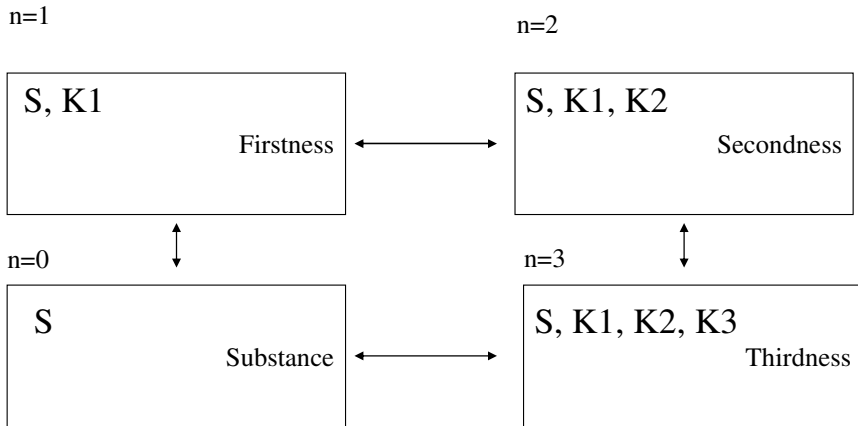 n=1
S, K1
Firstness
n=2
S, K1, K2
Secondness
n=0
S
Substance
n=3
S, K1, K2, K3
Thirdness